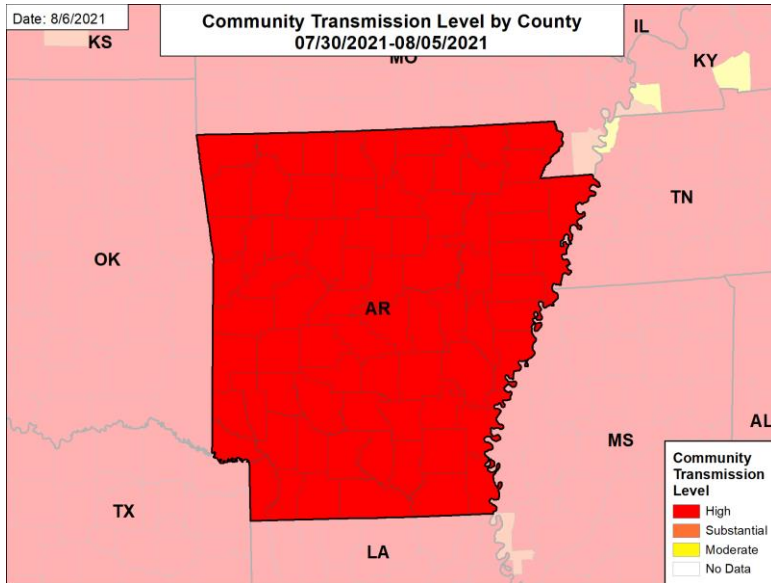 Date: 8/6/2021
Community Transmission Level by County
07/30/2021-08/05/2021
KS
MO
IL
KY
OK
AR
TN
TX
LA
MS
AL
Community
Transmission
Level
High
Substantial
Moderate
No Data